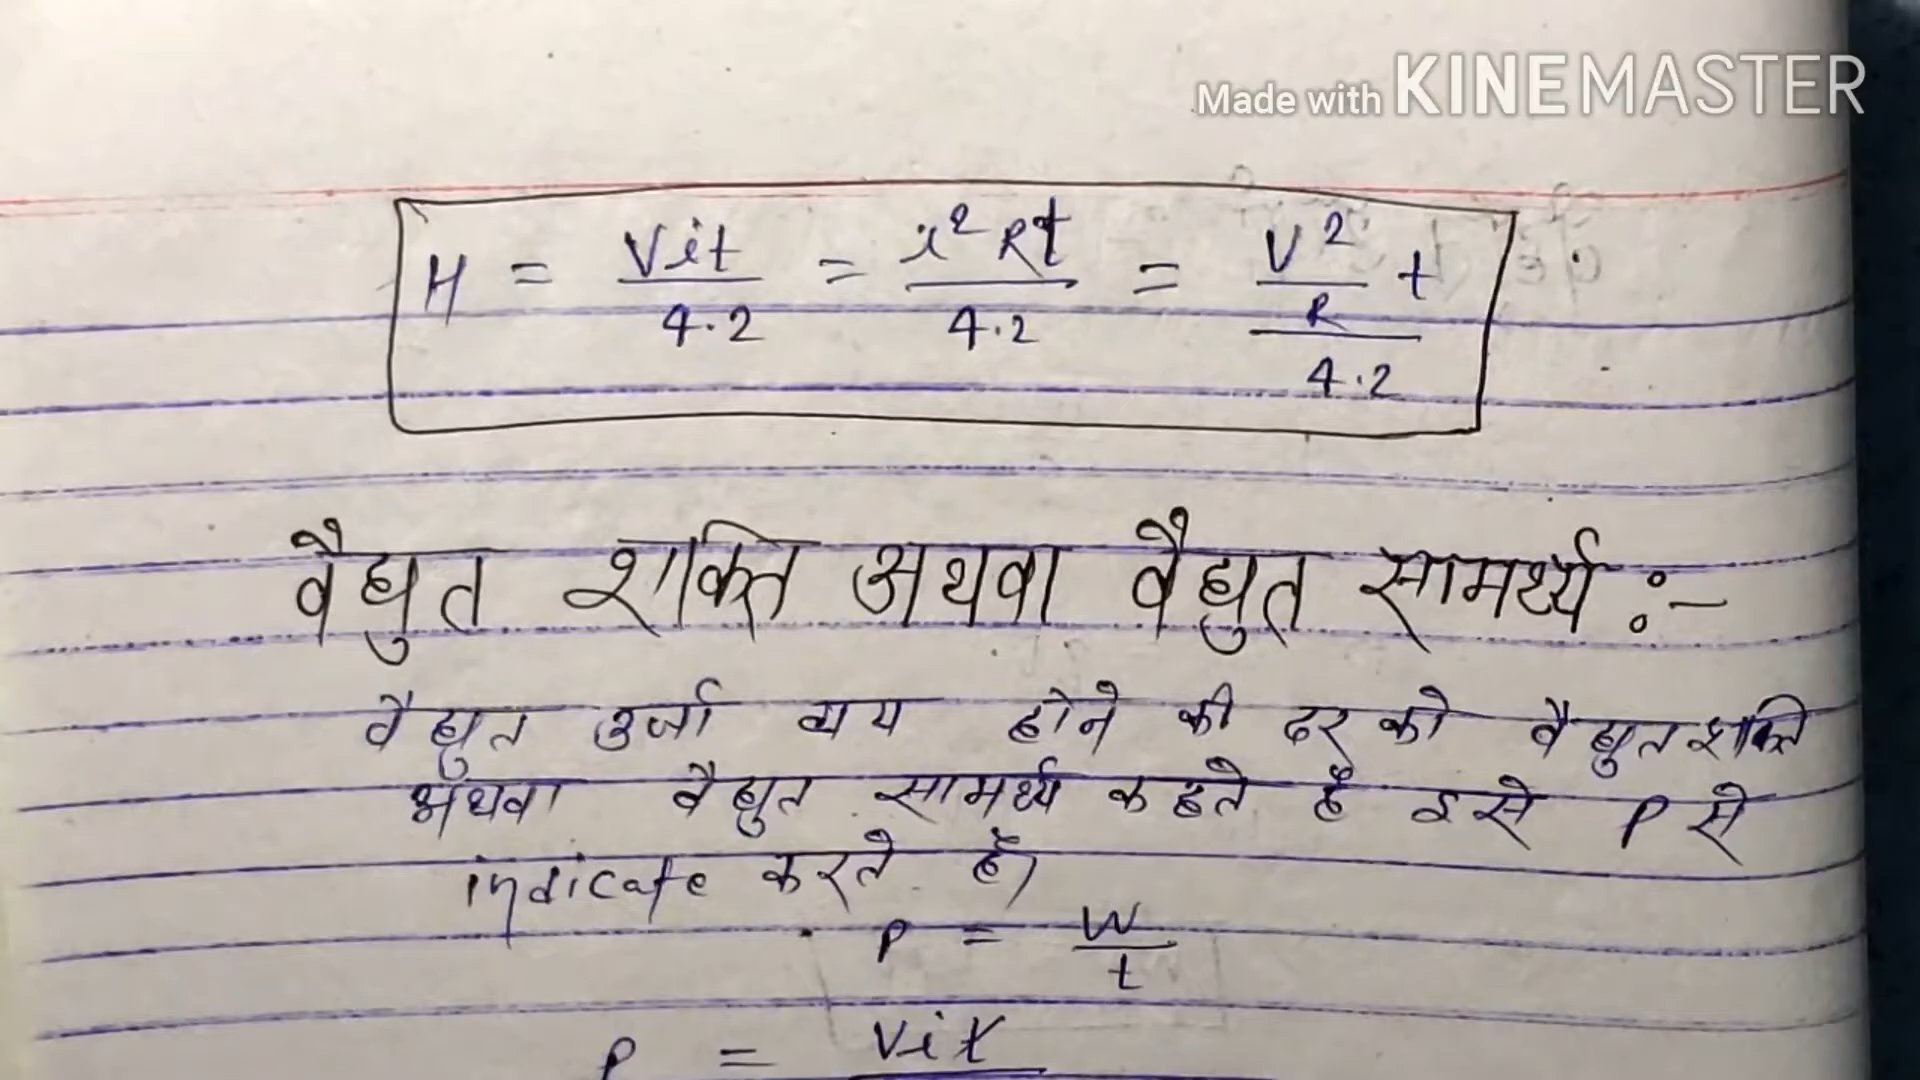 Made with KINEMASTER
H = Vit/4.2 = i²Rt/4.2 = V²/R t/4.2
वैद्युत शक्ति अथवा वैद्युत सामर्थ्य :-
वैद्युत उर्जा व्यय होने की दर को वैद्युत शक्ति
अथवा वैद्युत सामर्थ्य कहते है इसे P से
indicate करते है)
P = W/t
P = Vit